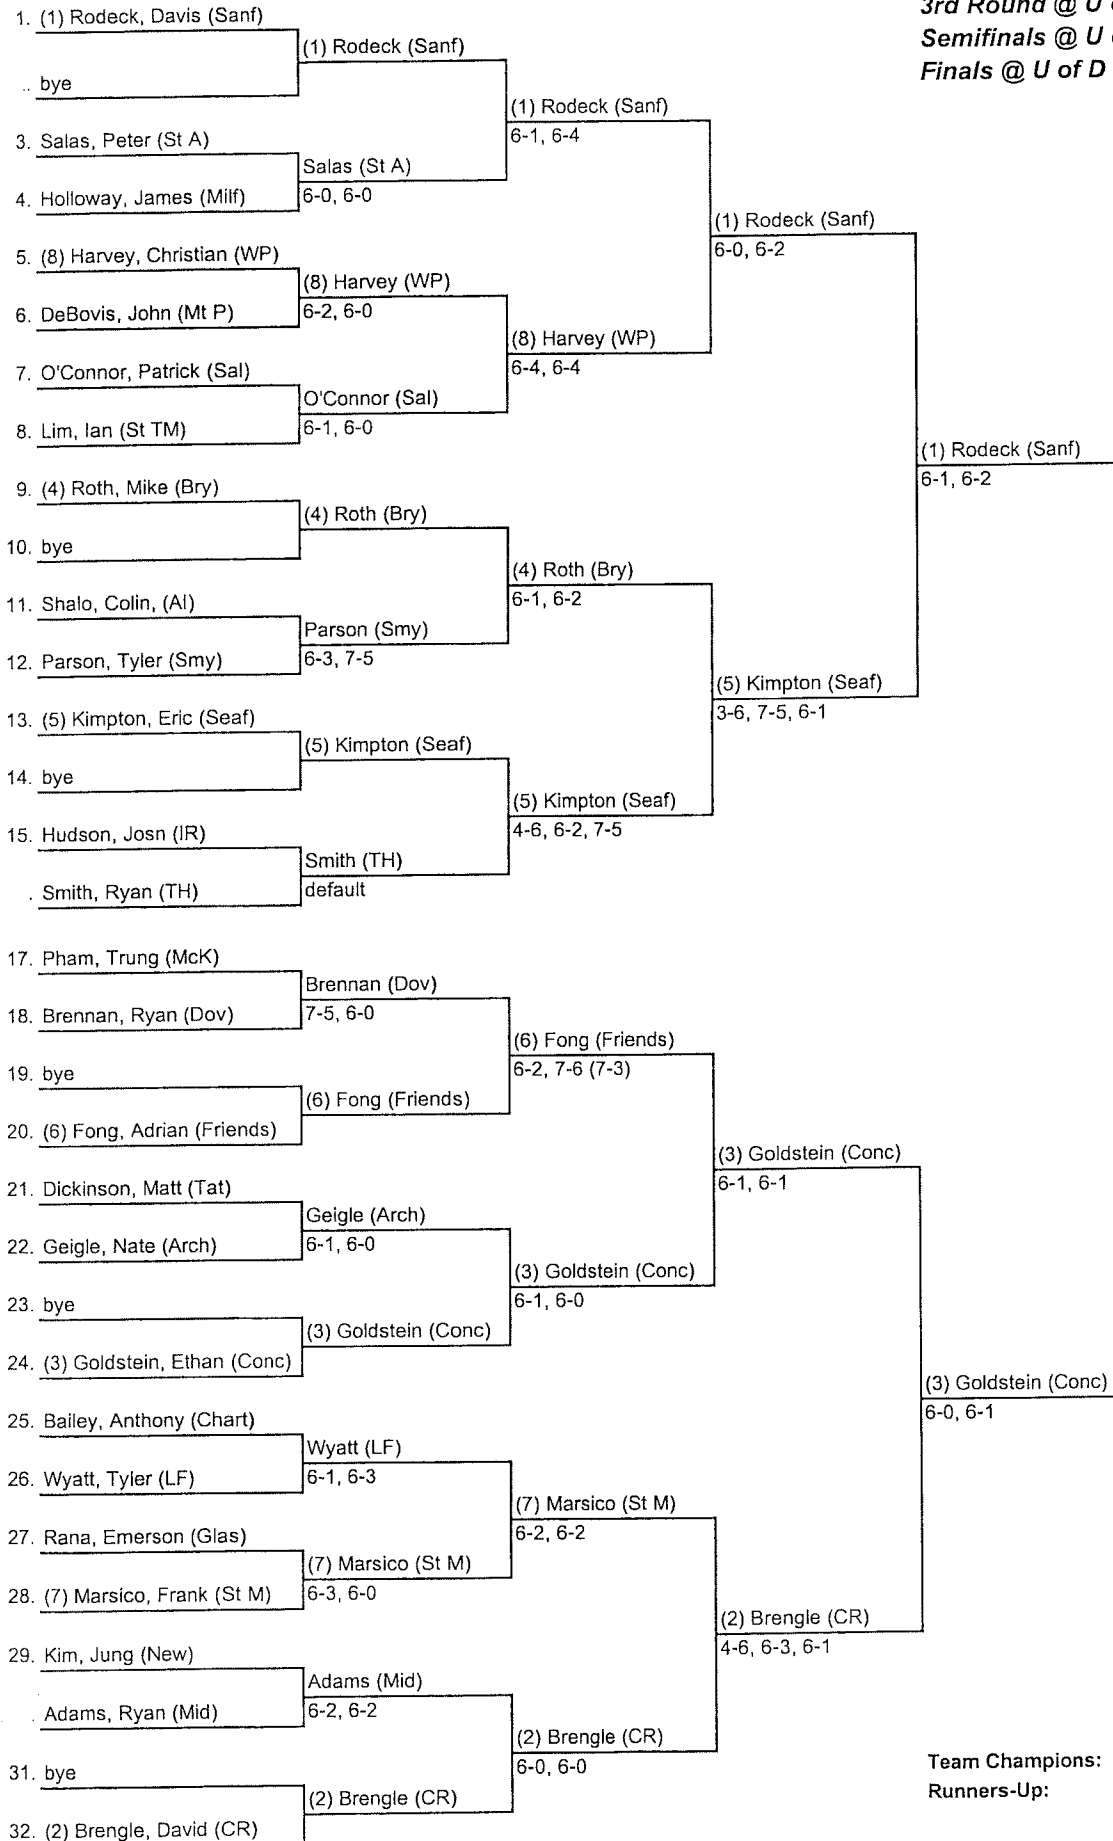 3rd Round @ U
Semifinals @ U
Finals @ U of D
1. (1) Rodeck, Davis (Sanf)
(1) Rodeck (Sanf)
bye
(1) Rodeck (Sanf)
6-1, 6-4
3. Salas, Peter (St A)
Salas (St A)
4. Holloway, James (Milf)
6-0, 6-0
(1) Rodeck (Sanf)
6-0, 6-2
5. (8) Harvey, Christian (WP)
(8) Harvey (WP)
6. DeBovis, John (Mt P)
6-2, 6-0
(8) Harvey (WP)
6-4, 6-4
7. O'Connor, Patrick (Sal)
O'Connor (Sal)
8. Lim, Ian (St TM)
6-1, 6-0
(1) Rodeck (Sanf)
6-1, 6-2
9. (4) Roth, Mike (Bry)
(4) Roth (Bry)
10. bye
(4) Roth (Bry)
6-1, 6-2
11. Shalo, Colin, (AI)
Parson (Smy)
12. Parson, Tyler (Smy)
6-3, 7-5
(5) Kimpton (Seaf)
3-6, 7-5, 6-1
13. (5) Kimpton, Eric (Seaf)
(5) Kimpton (Seaf)
14. bye
(5) Kimpton (Seaf)
4-6, 6-2, 7-5
15. Hudson, Josn (IR)
Smith (TH)
Smith, Ryan (TH)
default
17. Pham, Trung (McK)
Brennan (Dov)
18. Brennan, Ryan (Dov)
7-5, 6-0
(6) Fong (Friends)
6-2, 7-6 (7-3)
19. bye
(6) Fong (Friends)
20. (6) Fong, Adrian (Friends)
(3) Goldstein (Conc)
6-1, 6-1
21. Dickinson, Matt (Tat)
Geigle (Arch)
22. Geigle, Nate (Arch)
6-1, 6-0
(3) Goldstein (Conc)
6-1, 6-0
23. bye
(3) Goldstein (Conc)
24. (3) Goldstein, Ethan (Conc)
(3) Goldstein (Conc)
6-0, 6-1
25. Bailey, Anthony (Chart)
Wyatt (LF)
26. Wyatt, Tyler (LF)
6-1, 6-3
(7) Marsico (St M)
6-2, 6-2
27. Rana, Emerson (Glas)
(7) Marsico (St M)
28. (7) Marsico, Frank (St M)
6-3, 6-0
(2) Brengle (CR)
4-6, 6-3, 6-1
29. Kim, Jung (New)
Adams (Mid)
Adams, Ryan (Mid)
6-2, 6-2
(2) Brengle (CR)
6-0, 6-0
31. bye
(2) Brengle (CR)
32. (2) Brengle, David (CR)
Team Champions:
Runners-Up: